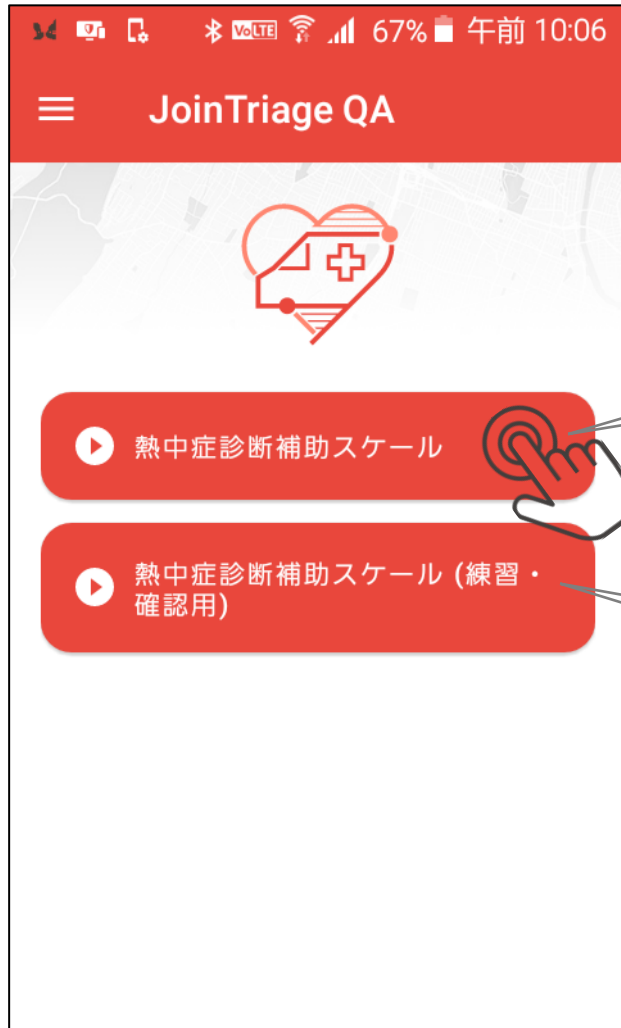 VoLTE 67% 午前 10:06
JoinTriage QA
熱中症診断補助スケール
熱中症診断補助スケール (練習・
確認用)